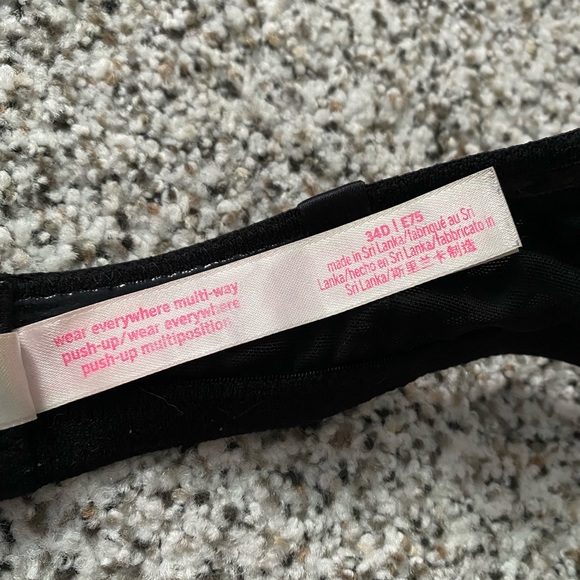 wear everywhere multi-way
push-up/wear everywhere
push-up multiposition
34D | E75
made in Sri Lanka/fabriqué au Sri
Lanka/hecho en Sri Lanka/fabbricato in
Sri Lanka/斯里兰卡制造